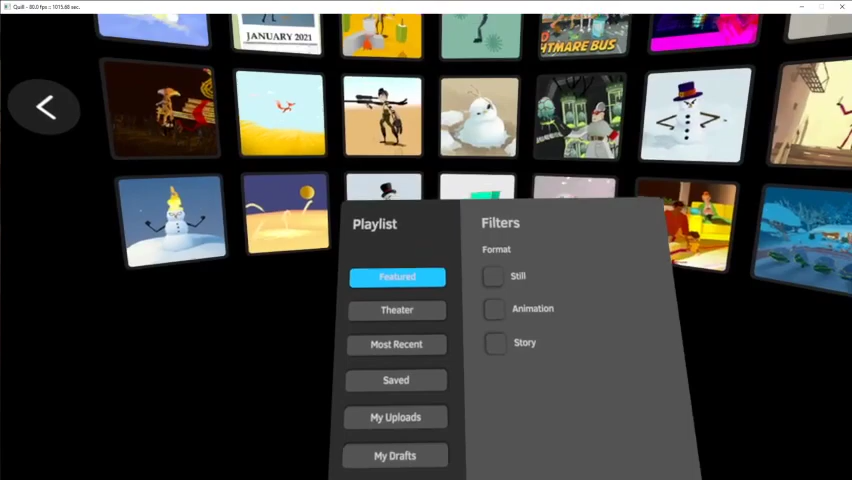 Quill - 80.0 fps :: 1015.68 sec.
JANUARY 2021
HTMARE BUS
Playlist
Featured
Theater
Most Recent
Saved
My Uploads
My Drafts
Filters
Format
Still
Animation
Story